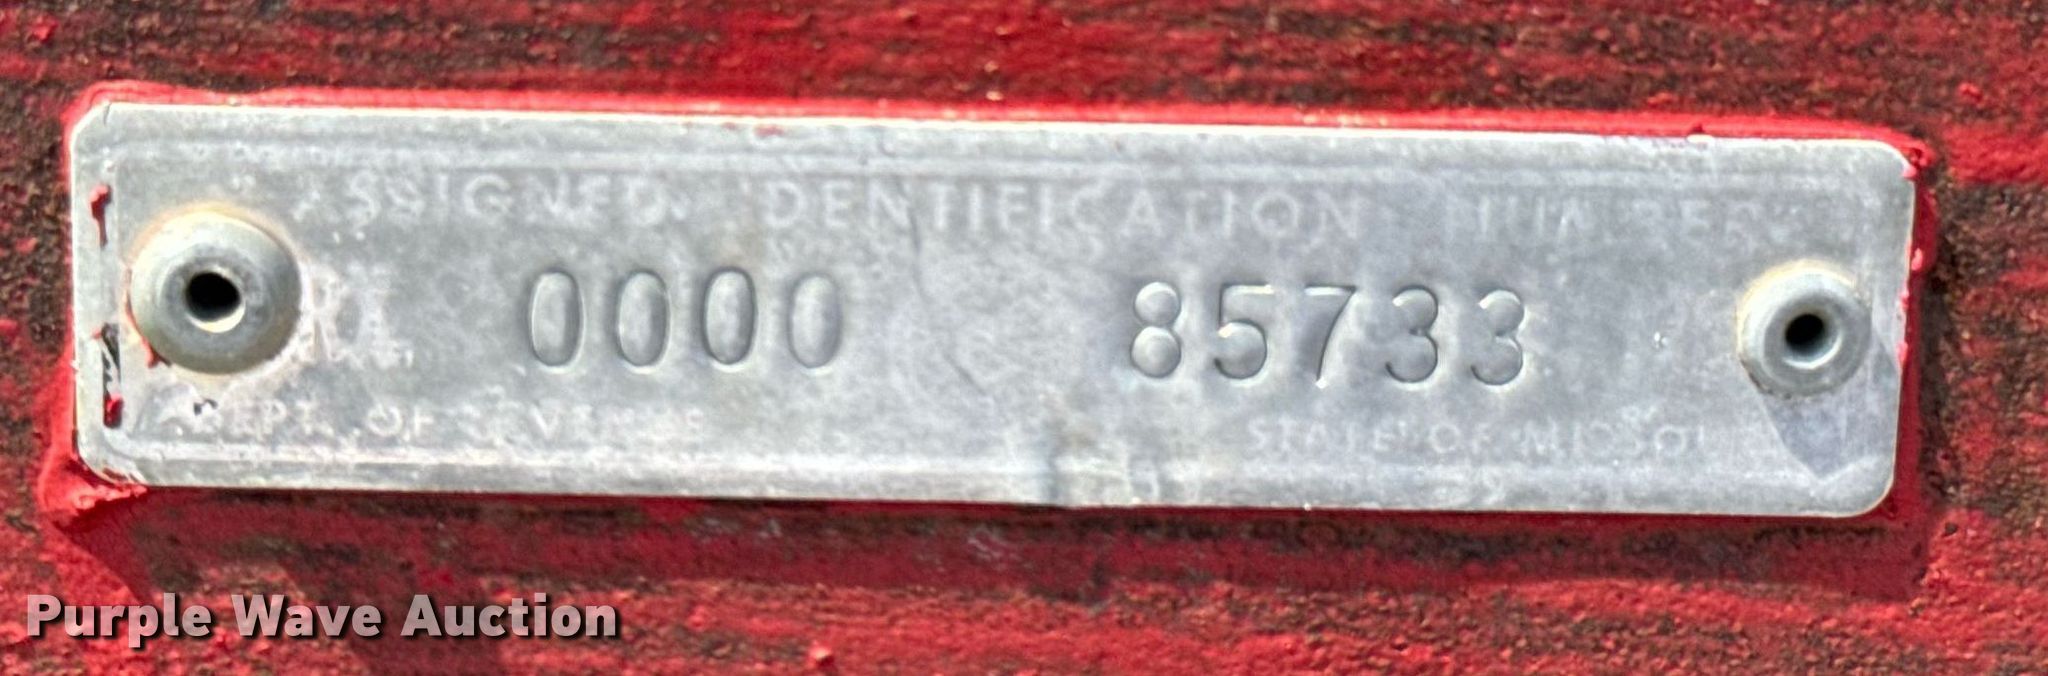 ASSIGNED IDENTIFICATION NUMBER
0000 85733
DEPT. OF REVENUE STATE OF MISSOURI
Purple Wave Auction